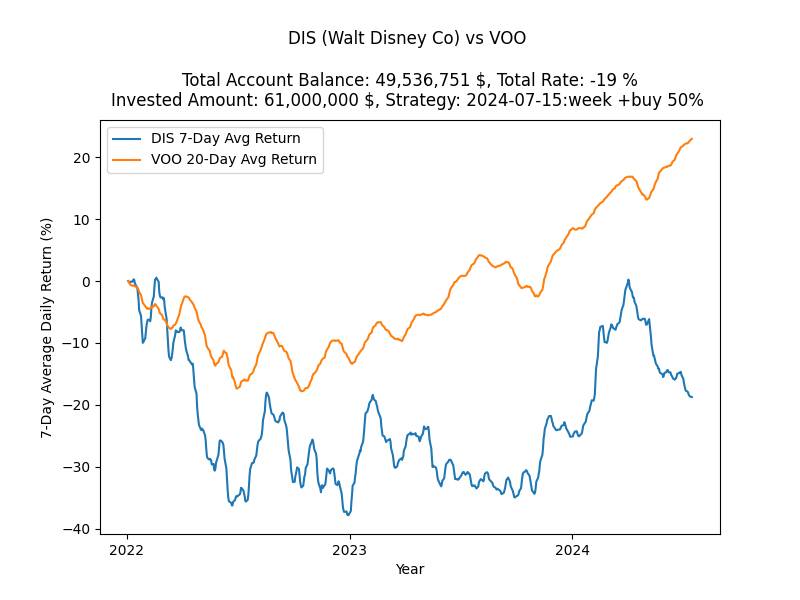 DIS (Walt Disney Co) vs VOO
Total Account Balance: 49,536,751 $, Total Rate: -19 %
Invested Amount: 61,000,000 $, Strategy: 2024-07-15:week +buy 50%
DIS 7-Day Avg Return
VOO 20-Day Avg Return
7-Day Average Daily Return (%)
20
10
0
−10
−20
−30
−40
2022
2023
2024
Year